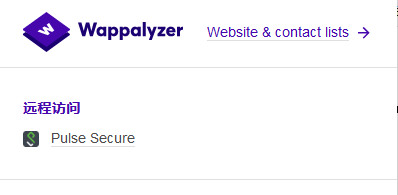 Wappalyzer
Website & contact lists
远程访问
Pulse Secure